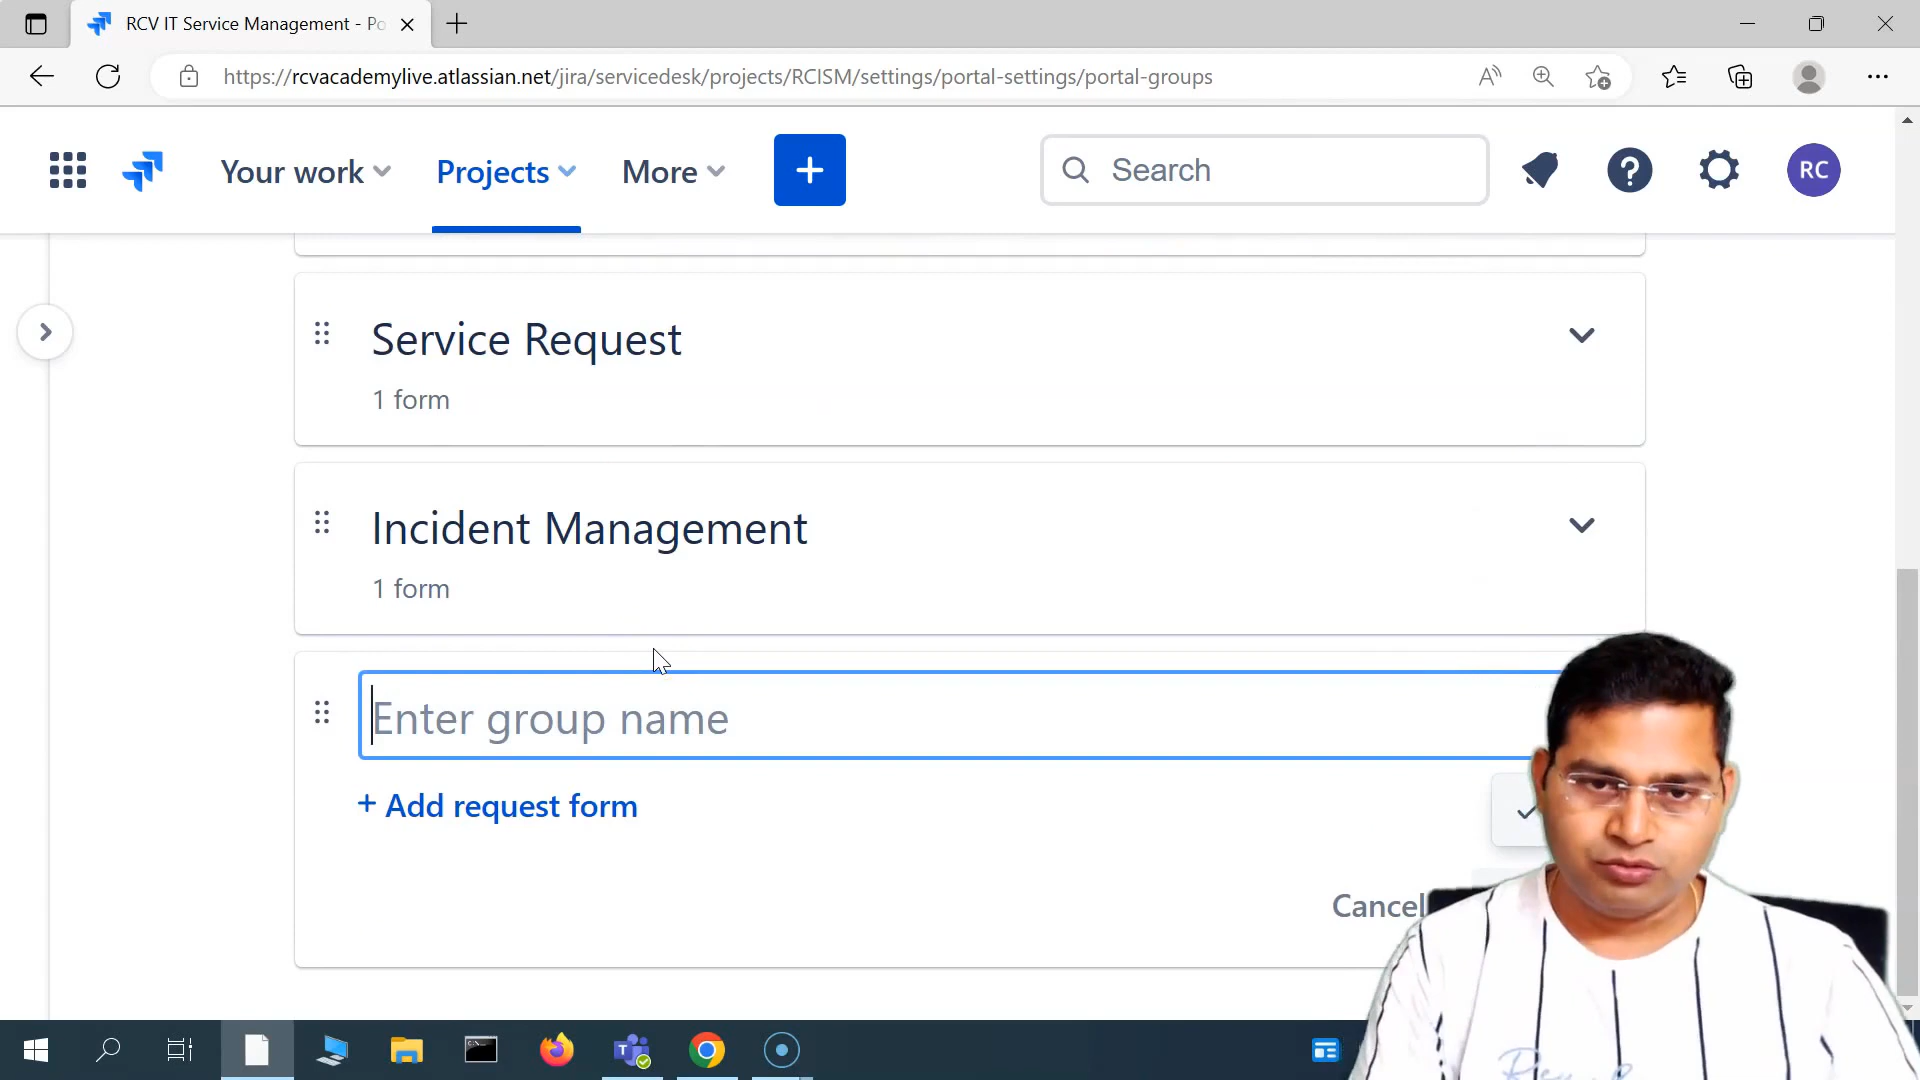 RCV IT Service Management - Po
https://rcvacademylive.atlassian.net/jira/servicedesk/projects/RCISM/settings/portal-settings/portal-groups
Your work
Projects
More
Search
RC
Service Request
1 form
Incident Management
1 form
Enter group name
+ Add request form
Cancel